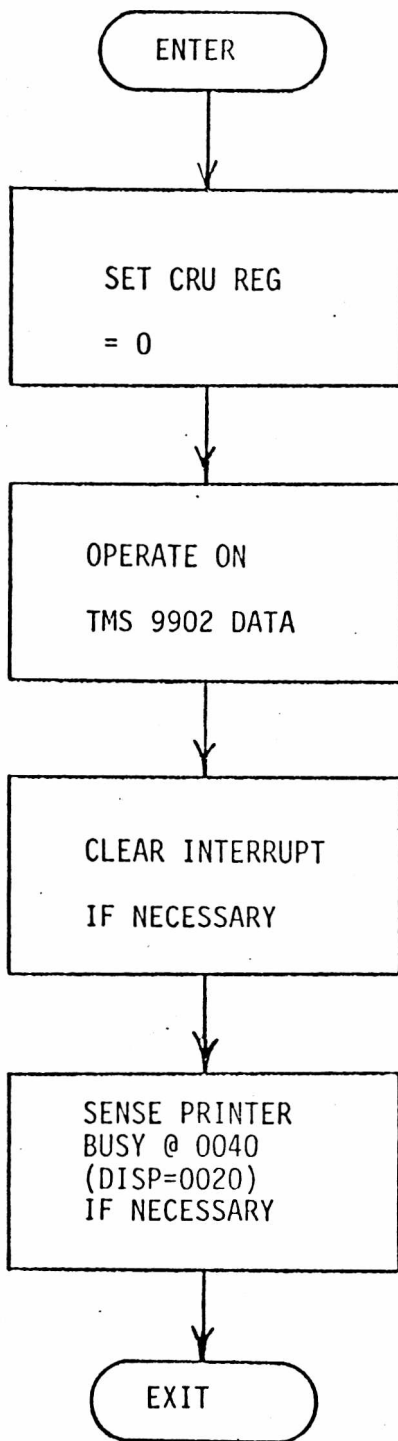 ENTER
SET CRU REG
= 0
OPERATE ON
TMS 9902 DATA
CLEAR INTERRUPT
IF NECESSARY
SENSE PRINTER
BUSY @ 0040
(DISP=0020)
IF NECESSARY
EXIT